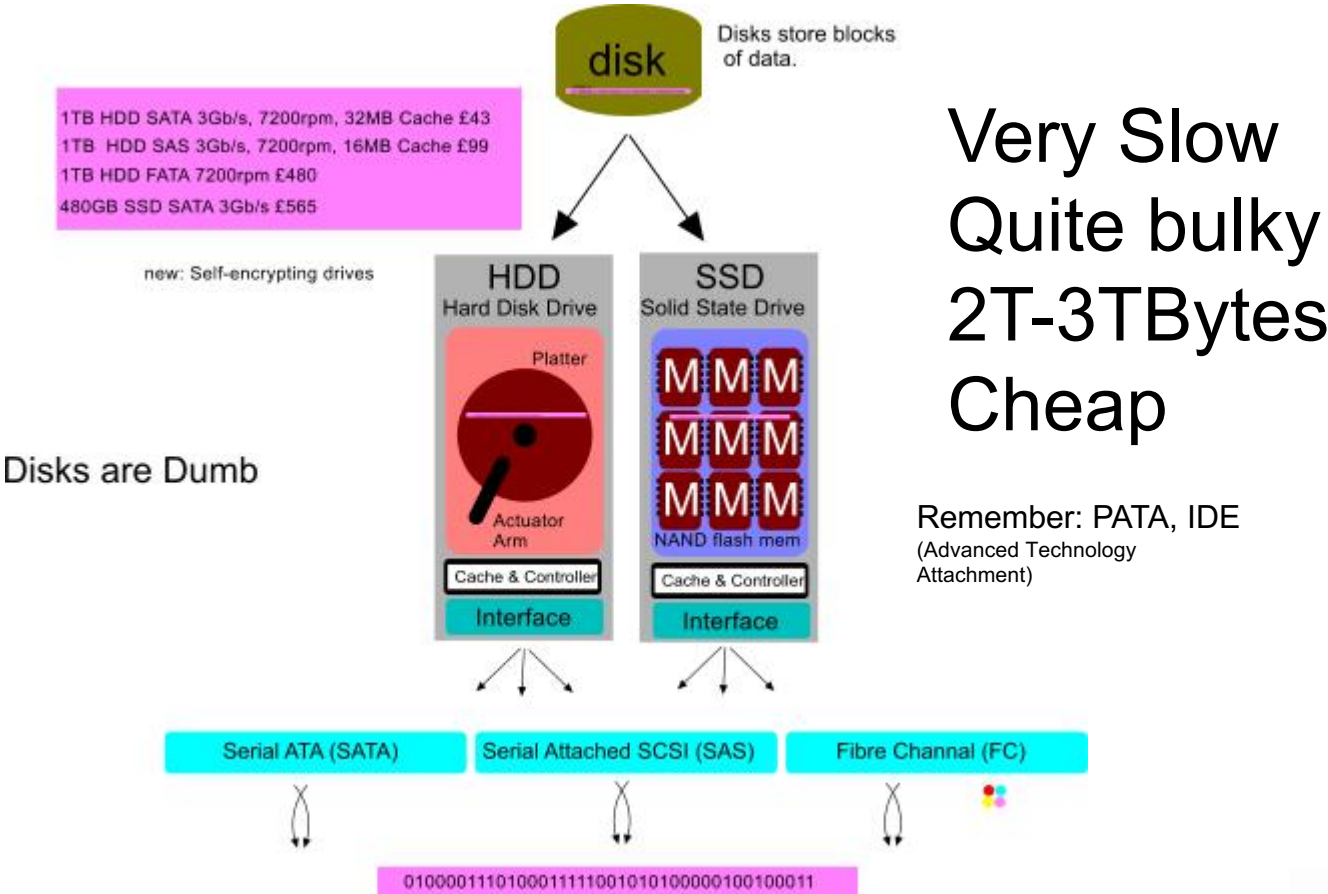 disk
Disks store blocks
of data.
1TB HDD SATA 3Gb/s, 7200rpm, 32MB Cache £43
1TB HDD SAS 3Gb/s, 7200rpm, 16MB Cache £99
1TB HDD FATA 7200rpm £480
480GB SSD SATA 3Gb/s £565
Very Slow
Quite bulky
2T-3TBytes
Cheap
new: Self-encrypting drives
HDD
Hard Disk Drive
Platter
Actuator
Arm
Cache & Controller
Interface
SSD
Solid State Drive
M M M
M M M
M M M
NAND flash mem
Cache & Controller
Interface
Disks are Dumb
Remember: PATA, IDE
(Advanced Technology
Attachment)
Serial ATA (SATA)
Serial Attached SCSI (SAS)
Fibre Channal (FC)
0100001110100011111001010100000100100011